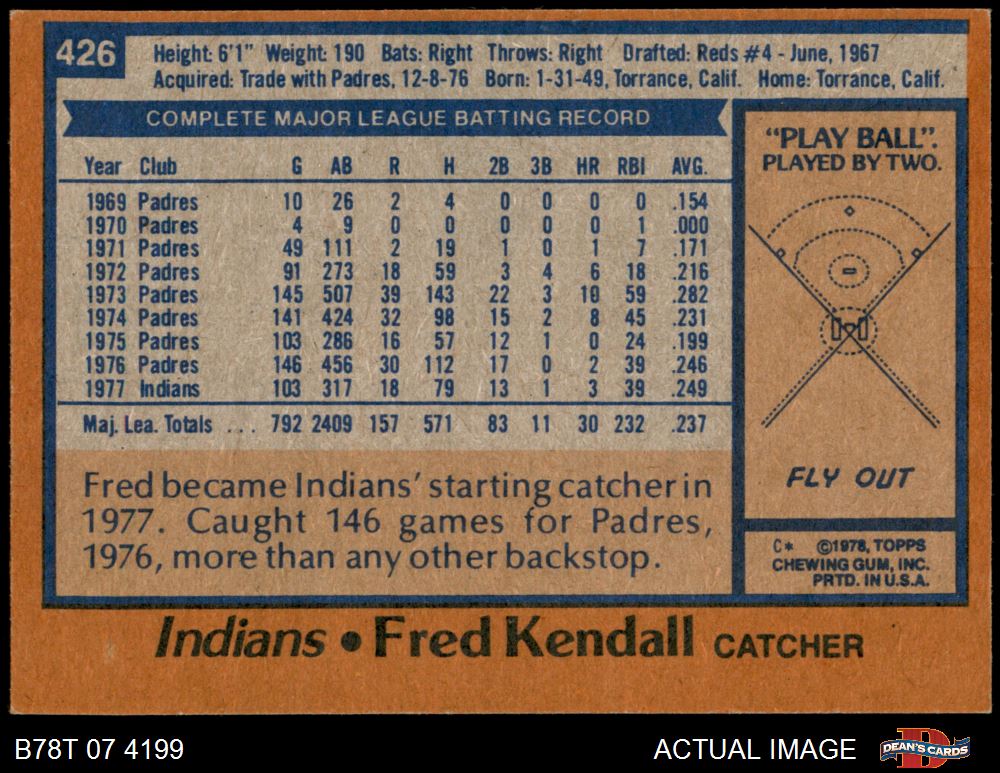 426
Height: 6'1" Weight: 190 Bats: Right Throws: Right Drafted: Reds #4 - June, 1967
Acquired: Trade with Padres, 12-8-76 Born: 1-31-49, Torrance, Calif. Home: Torrance, Calif.
COMPLETE MAJOR LEAGUE BATTING RECORD
Year Club G AB R H 2B 3B HR RBI AVG.
1969 Padres 10 26 2 4 0 0 0 0 .154
1970 Padres 4 9 0 0 0 0 0 1 .000
1971 Padres 49 111 2 19 1 0 1 7 .171
1972 Padres 91 273 18 59 3 4 6 18 .216
1973 Padres 145 507 39 143 22 3 10 59 .282
1974 Padres 141 424 32 98 15 2 8 45 .231
1975 Padres 103 286 16 57 12 1 0 24 .199
1976 Padres 146 456 30 112 17 0 2 39 .246
1977 Indians 103 317 18 79 13 1 3 39 .249
Maj. Lea. Totals ... 792 2409 157 571 83 11 30 232 .237
Fred became Indians' starting catcher in
1977. Caught 146 games for Padres,
1976, more than any other backstop.
"PLAY BALL".
PLAYED BY TWO.
FLY OUT
C* ©1978, TOPPS
CHEWING GUM, INC.
PRTD. IN U.S.A.
Indians • Fred Kendall CATCHER
B78T 07 4199
ACTUAL IMAGE
DEAN'S CARDS